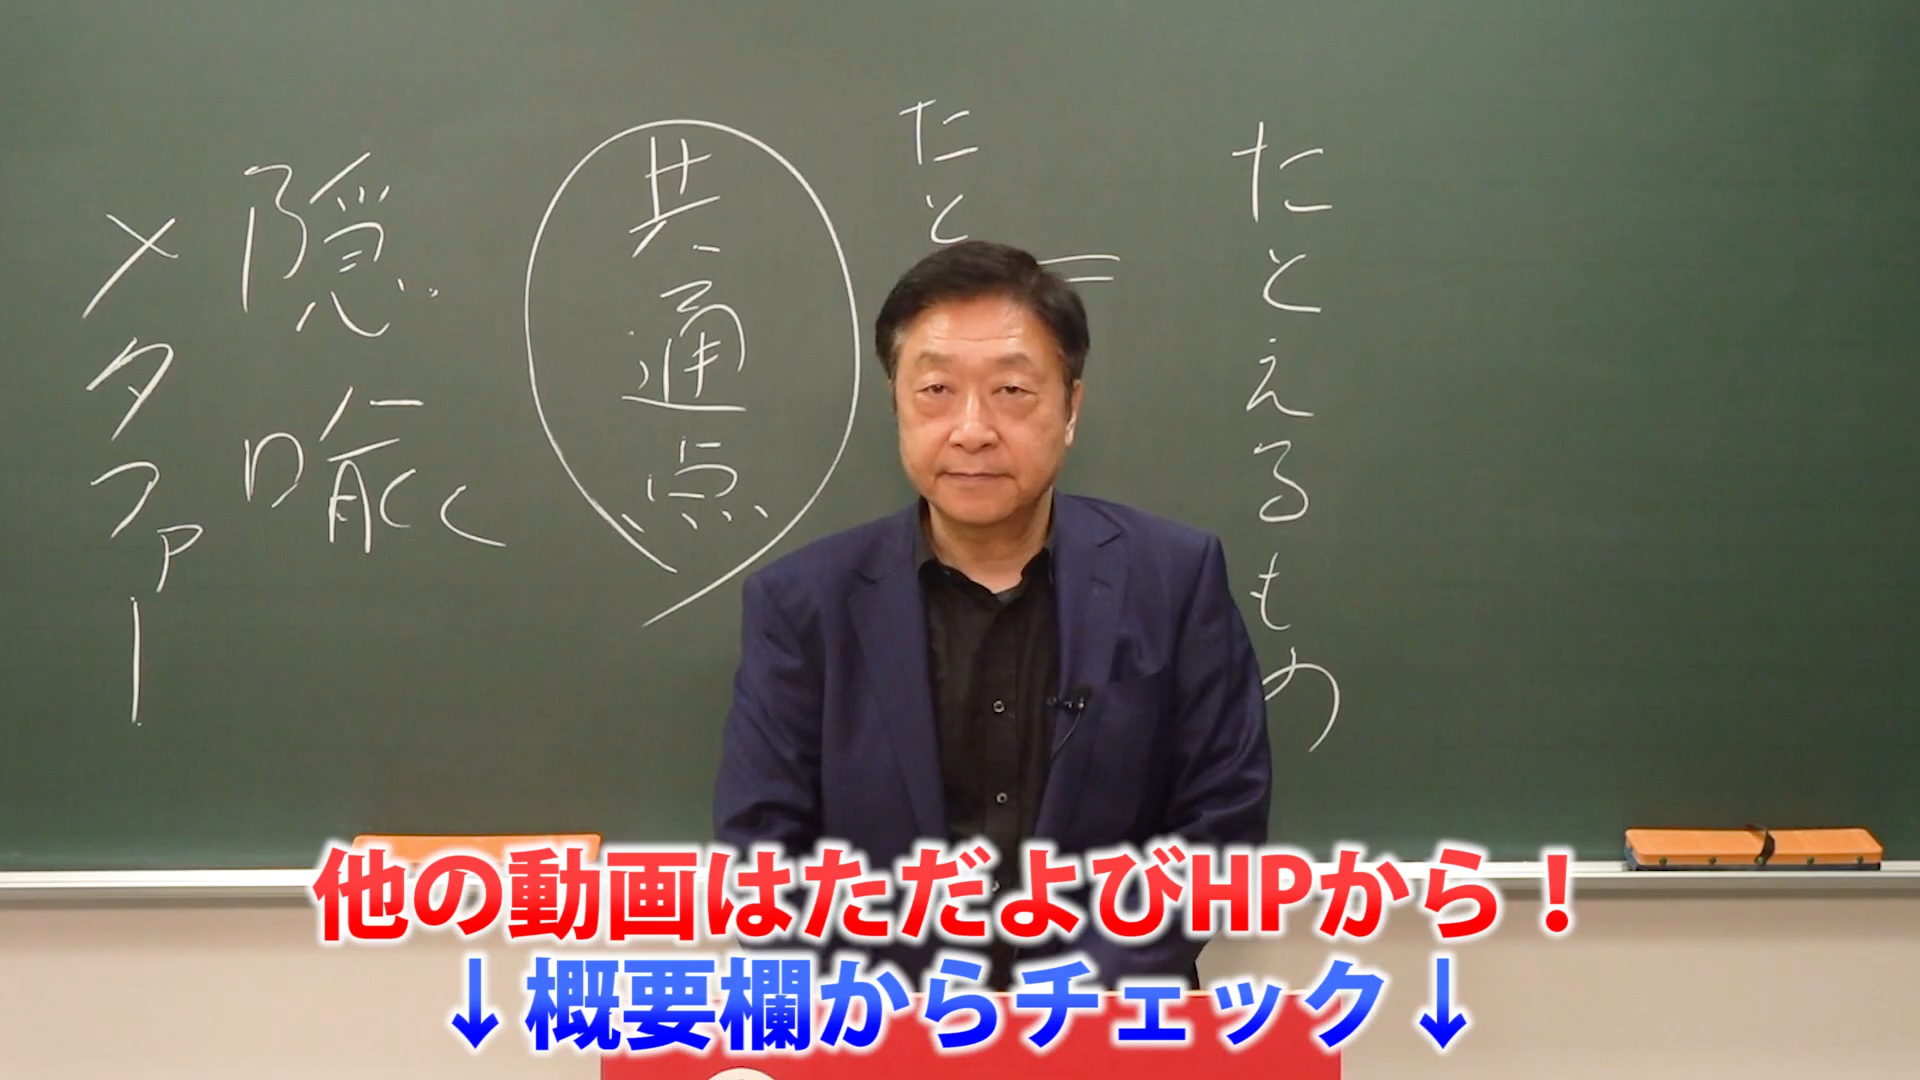 たとえるもの
＝
たと
共通点
隠喩
メタファー
他の動画はただよびHPから！
↓概要欄からチェック↓